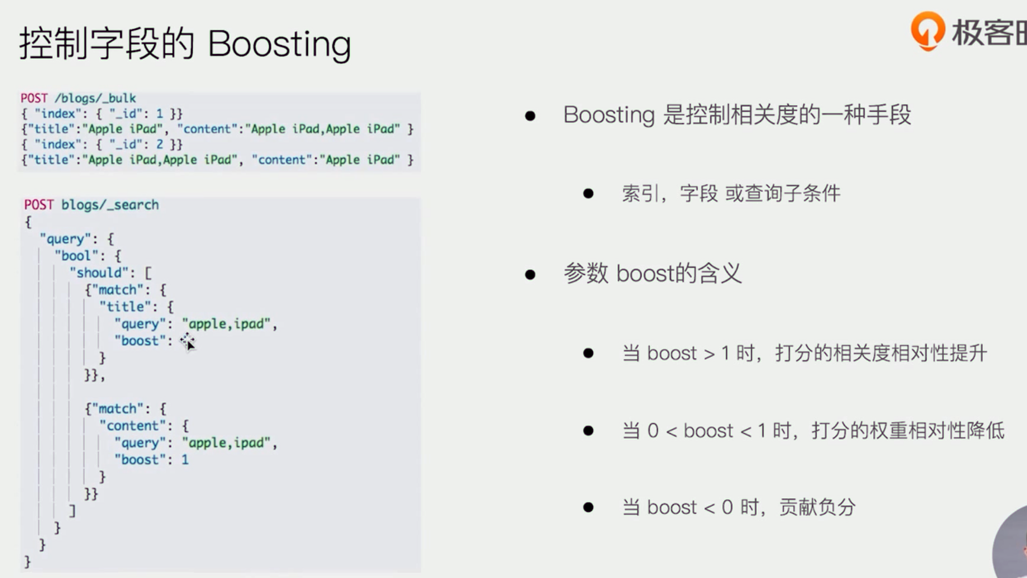 控制字段的 Boosting
极客
POST /blogs/_bulk
{ "index": { "_id": 1 }}
{"title":"Apple iPad", "content":"Apple iPad,Apple iPad" }
{ "index": { "_id": 2 }}
{"title":"Apple iPad,Apple iPad", "content":"Apple iPad" }
POST blogs/_search
{
"query": {
"bool": {
"should": [
{"match": {
"title": {
"query": "apple,ipad",
"boost":
}
}},
{"match": {
"content": {
"query": "apple,ipad",
"boost": 1
}
}}
]
}
}
}
● Boosting 是控制相关度的一种手段
● 索引，字段 或查询子条件
● 参数 boost的含义
● 当 boost > 1 时，打分的相关度相对性提升
● 当 0 < boost < 1 时，打分的权重相对性降低
● 当 boost < 0 时，贡献负分